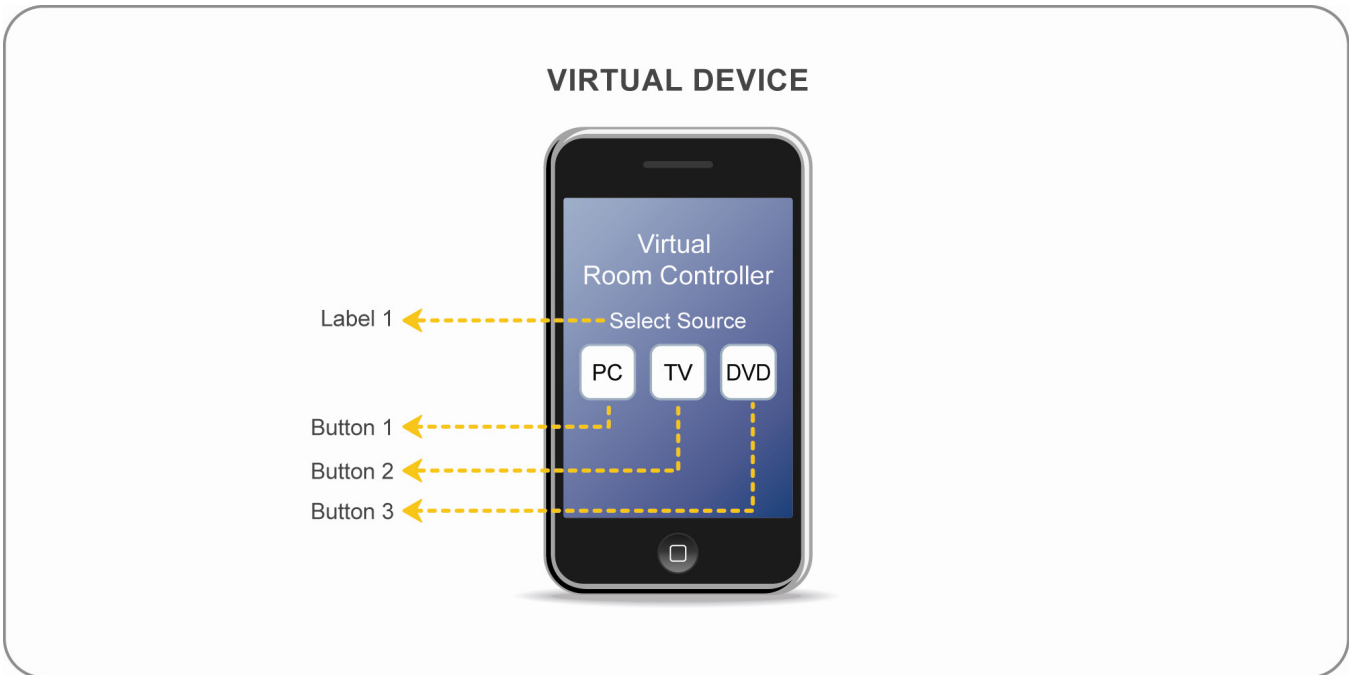 VIRTUAL DEVICE
Virtual
Room Controller
Label 1
Select Source
PC
TV
DVD
Button 1
Button 2
Button 3